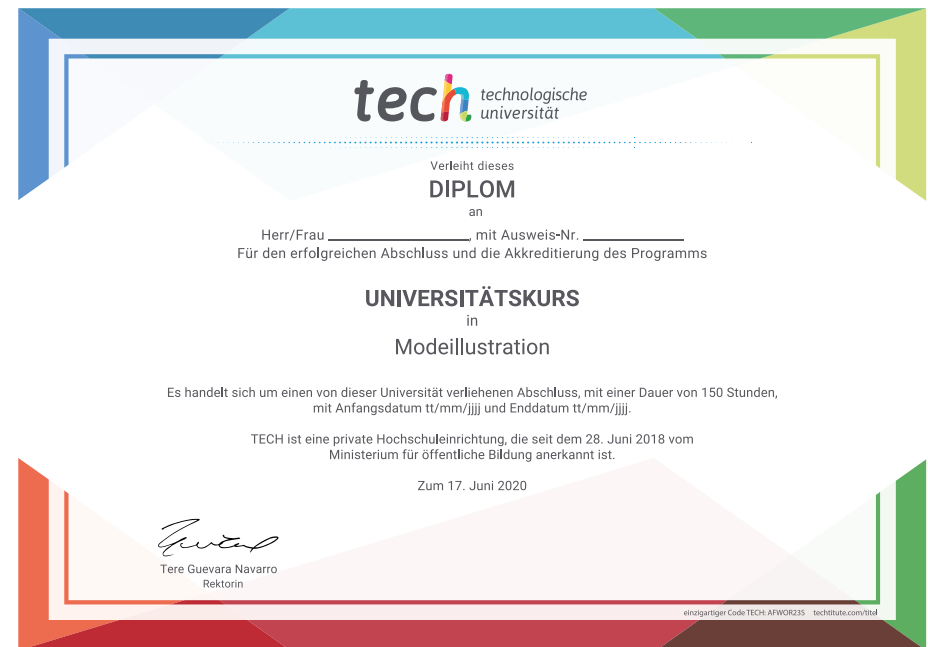 tech technologische
universität
Verleiht dieses
DIPLOM
an
Herr/Frau ____________________, mit Ausweis-Nr. ______________
Für den erfolgreichen Abschluss und die Akkreditierung des Programms
UNIVERSITÄTSKURS
in
Modeillustration
Es handelt sich um einen von dieser Universität verliehenen Abschluss, mit einer Dauer von 150 Stunden,
mit Anfangsdatum tt/mm/jjjj und Enddatum tt/mm/jjjj.
TECH ist eine private Hochschuleinrichtung, die seit dem 28. Juni 2018 vom
Ministerium für öffentliche Bildung anerkannt ist.
Zum 17. Juni 2020
Tere Guevara Navarro
Rektorin
einzigartiger Code TECH: AFWOR23S techtitute.com/titel